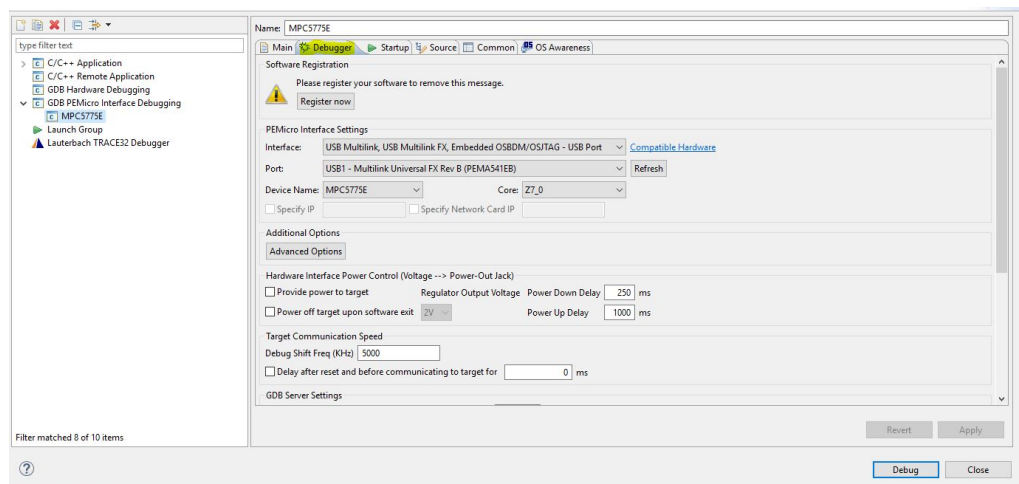 Name: MPC5775E
type filter text
C/C++ Application
C/C++ Remote Application
GDB Hardware Debugging
GDB PEMicro Interface Debugging
MPC5775E
Launch Group
Lauterbach TRACE32 Debugger
Filter matched 8 of 10 items
Main Debugger Startup Source Common OS Awareness
Software Registration
Please register your software to remove this message.
Register now
PEMicro Interface Settings
Interface: USB Multilink, USB Multilink FX, Embedded OSBDM/OSJTAG - USB Port Compatible Hardware
Port: USB1 - Multilink Universal FX Rev B (PEMA541EB) Refresh
Device Name: MPC5775E Core: Z7_0
Specify IP Specify Network Card IP
Additional Options
Advanced Options
Hardware Interface Power Control (Voltage --> Power-Out Jack)
Provide power to target Regulator Output Voltage Power Down Delay 250 ms
Power off target upon software exit 2V Power Up Delay 1000 ms
Target Communication Speed
Debug Shift Freq (KHz) 5000
Delay after reset and before communicating to target for 0 ms
GDB Server Settings
Revert Apply
Debug Close